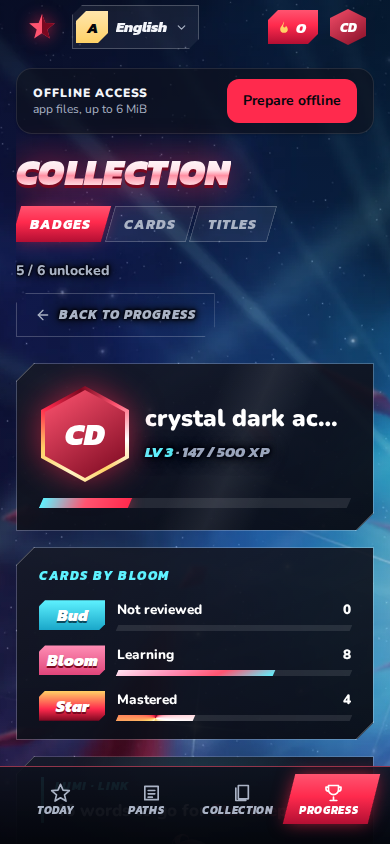 A English
0
CD
OFFLINE ACCESS
app files, up to 6 MiB
Prepare offline
COLLECTION
BADGES CARDS TITLES
5 / 6 unlocked
← BACK TO PROGRESS
CD
crystal dark ac...
LV 3 · 147 / 500 XP
CARDS BY BLOOM
Bud Not reviewed 0
Bloom Learning 8
Star Mastered 4
TODAY PATHS COLLECTION PROGRESS